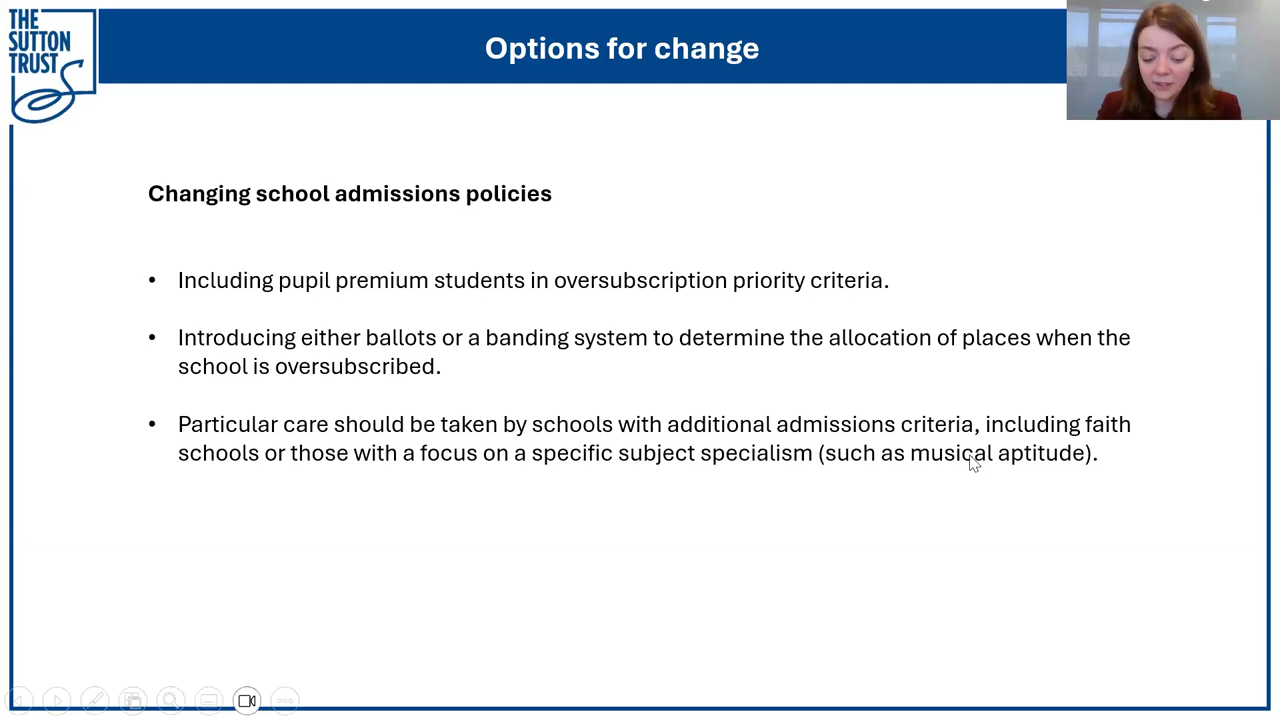 THE
SUTTON
TRUST
Options for change
Changing school admissions policies
• Including pupil premium students in oversubscription priority criteria.
• Introducing either ballots or a banding system to determine the allocation of places when the
school is oversubscribed.
• Particular care should be taken by schools with additional admissions criteria, including faith
schools or those with a focus on a specific subject specialism (such as musical aptitude).